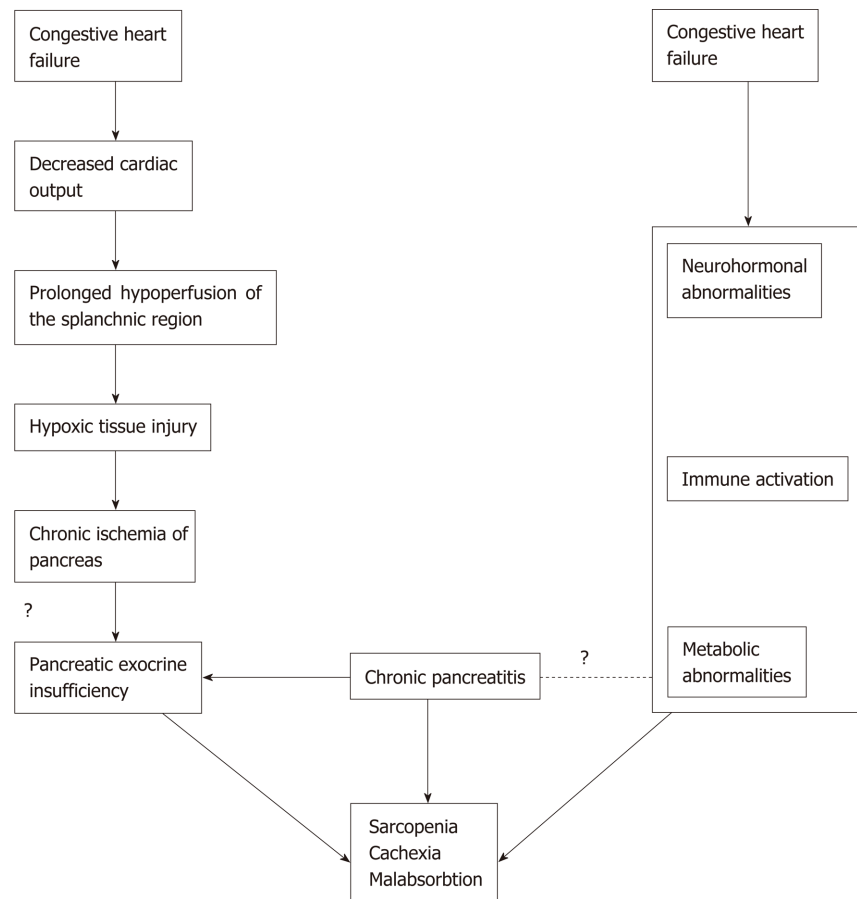 Congestive heart
failure
Decreased cardiac
output
Prolonged hypoperfusion of
the splanchnic region
Hypoxic tissue injury
Chronic ischemia of
pancreas
?
Pancreatic exocrine
insufficiency
Chronic pancreatitis
?
Congestive heart
failure
Neurohormonal
abnormalities
Immune activation
Metabolic
abnormalities
Sarcopenia
Cachexia
Malabsorbtion